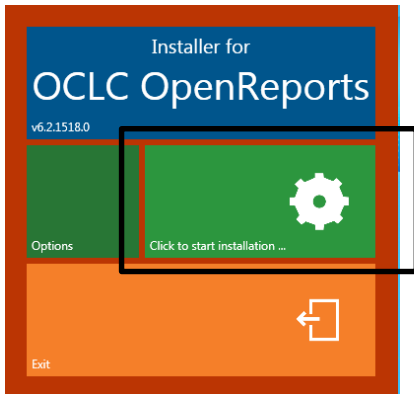 Installer for
OCLC OpenReports
v6.2.1518.0
Options
Click to start installation ...
Exit